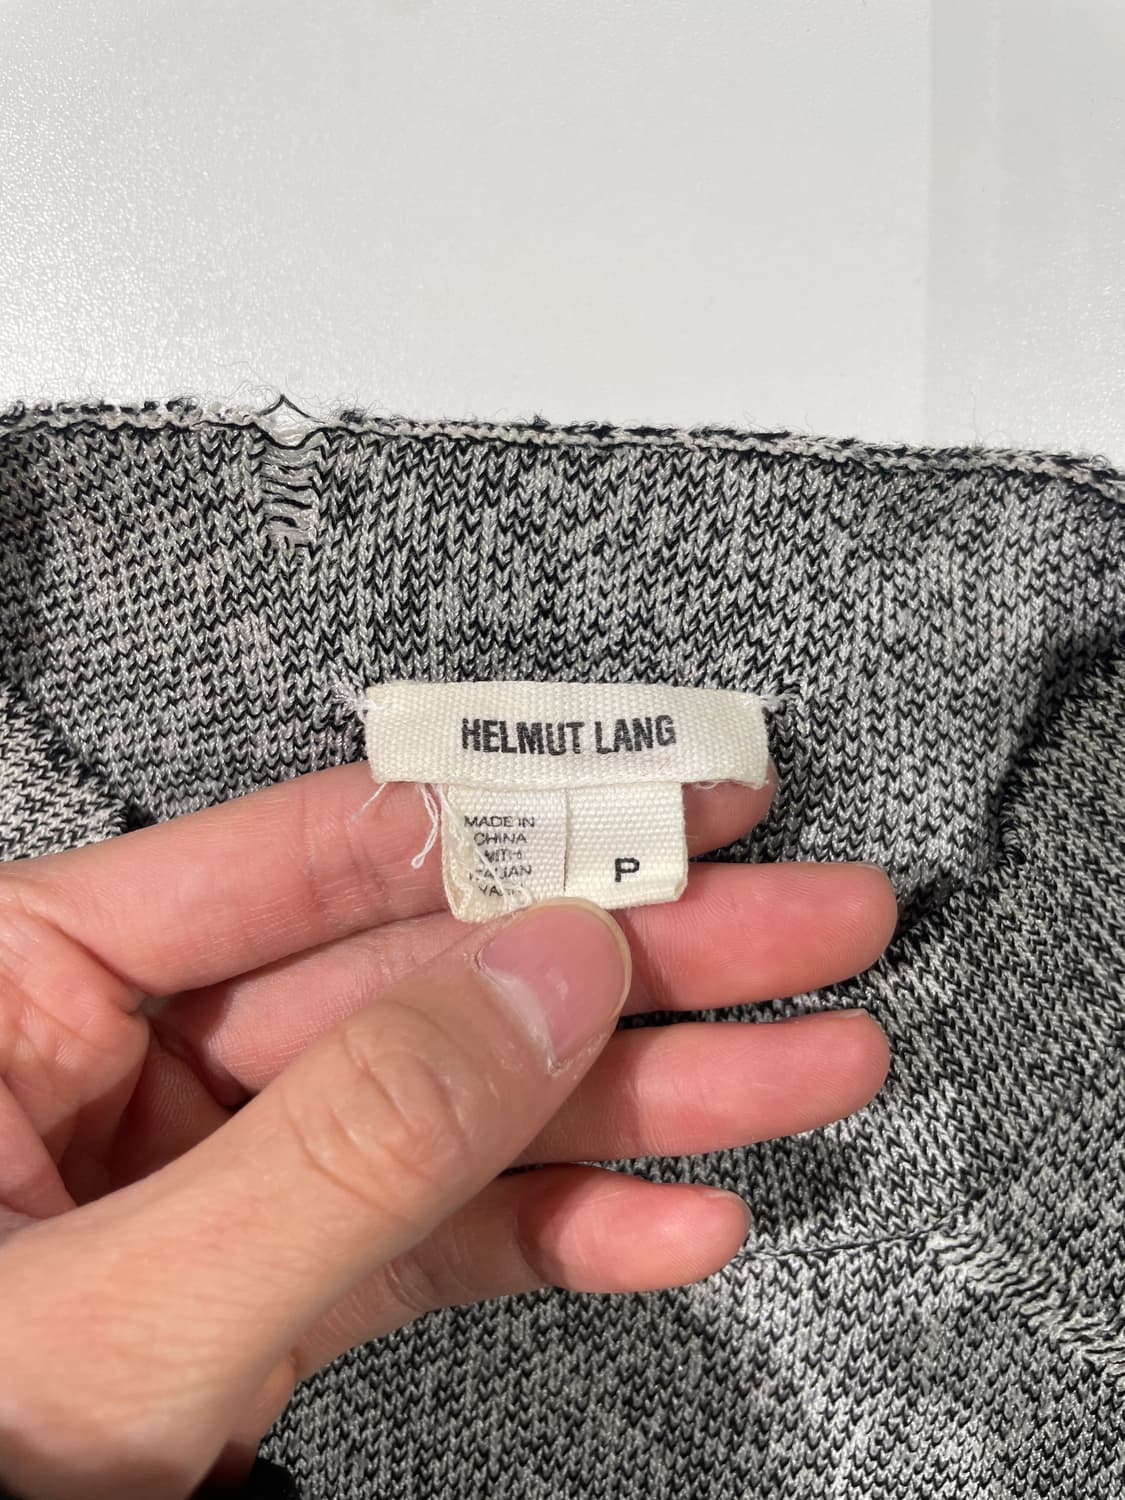 HELMUT LANG
MADE IN
CHINA
WITH
ITALIAN
P